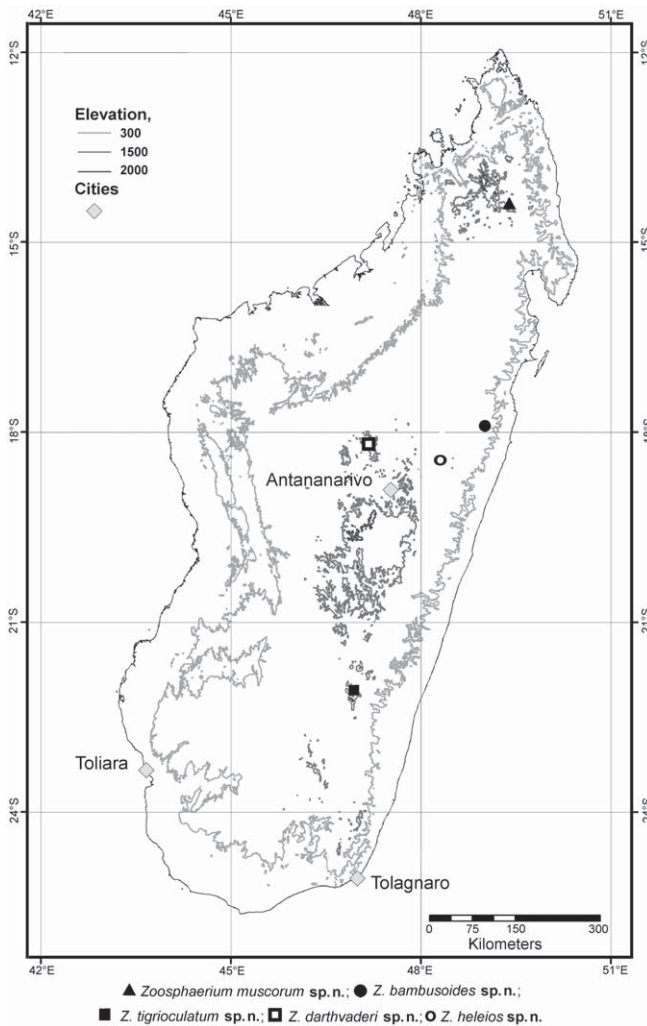 42°E 45°E 48°E 51°E
12°S 12°S
Elevation,
300
1500
2000
Cities
15°S 15°S
18°S 18°S
Antananarivo
21°S 21°S
Toliara
24°S 24°S
Tolagnaro
0 75 150 300
Kilometers
42°E 45°E 48°E 51°E
Zoosphaerium muscorum sp.n.; Z. bambusoides sp.n.;
Z. tigrioculatum sp.n.; Z. darthvaderi sp.n.; Z. heleios sp.n.